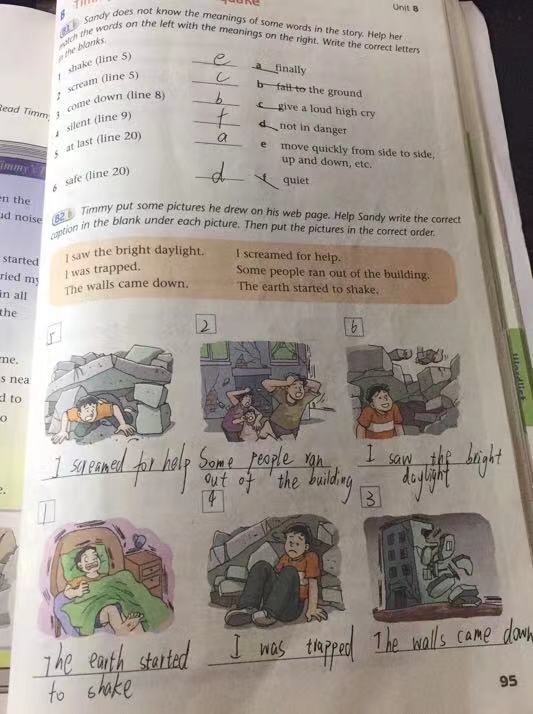 Unit 8
B
B1 Sandy does not know the meanings of some words in the story. Help her
match the words on the left with the meanings on the right. Write the correct letters
in the blanks.
1 shake (line 5) e a finally
2 scream (line 5) c b fall to the ground
3 come down (line 8) b c give a loud high cry
4 silent (line 9) f d not in danger
5 at last (line 20) a e move quickly from side to side,
up and down, etc.
6 safe (line 20) d f quiet
B2 Timmy put some pictures he drew on his web page. Help Sandy write the correct
caption in the blank under each picture. Then put the pictures in the correct order.
I saw the bright daylight. I screamed for help.
I was trapped. Some people ran out of the building.
The walls came down. The earth started to shake.
5 2 6
I screamed for help Some people ran I saw the bright
out of the building daylight
1 4 3
The earth started I was trapped The walls came down
to shake
95
Read Timm
en the
ud noise
started
ried my
in all
the
me.
s nea
d to
o
e.
Wordlist